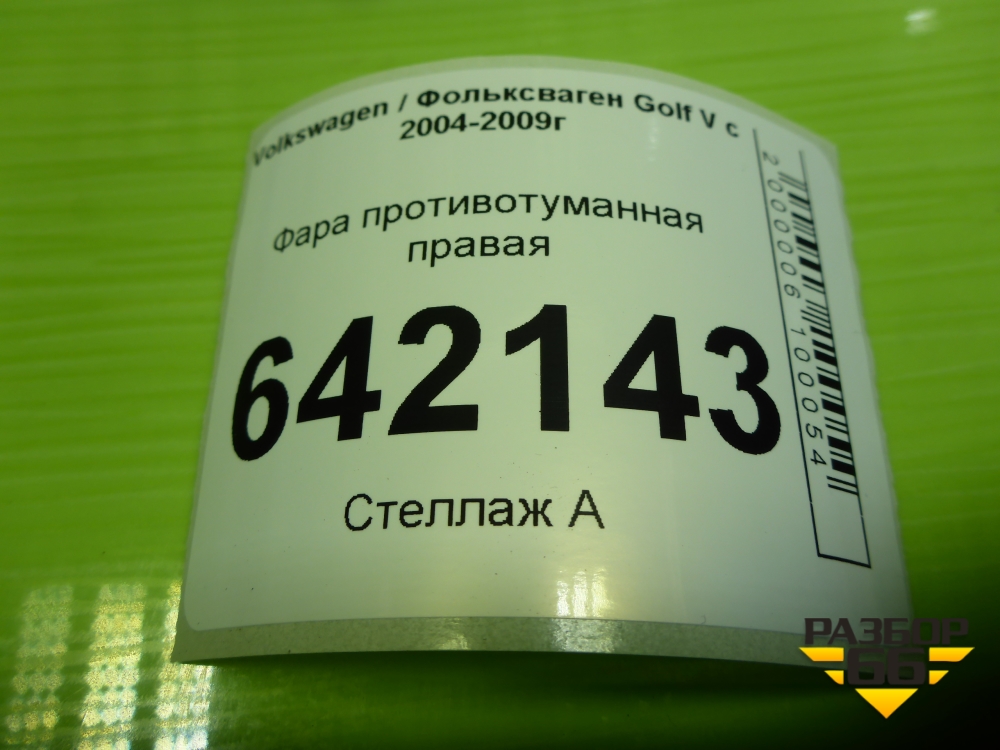 Volkswagen / Фольксваген Golf V с
2004-2009г
Фара противотуманная
правая
642143
Стеллаж А
2000006100054
РАЗБОР
66